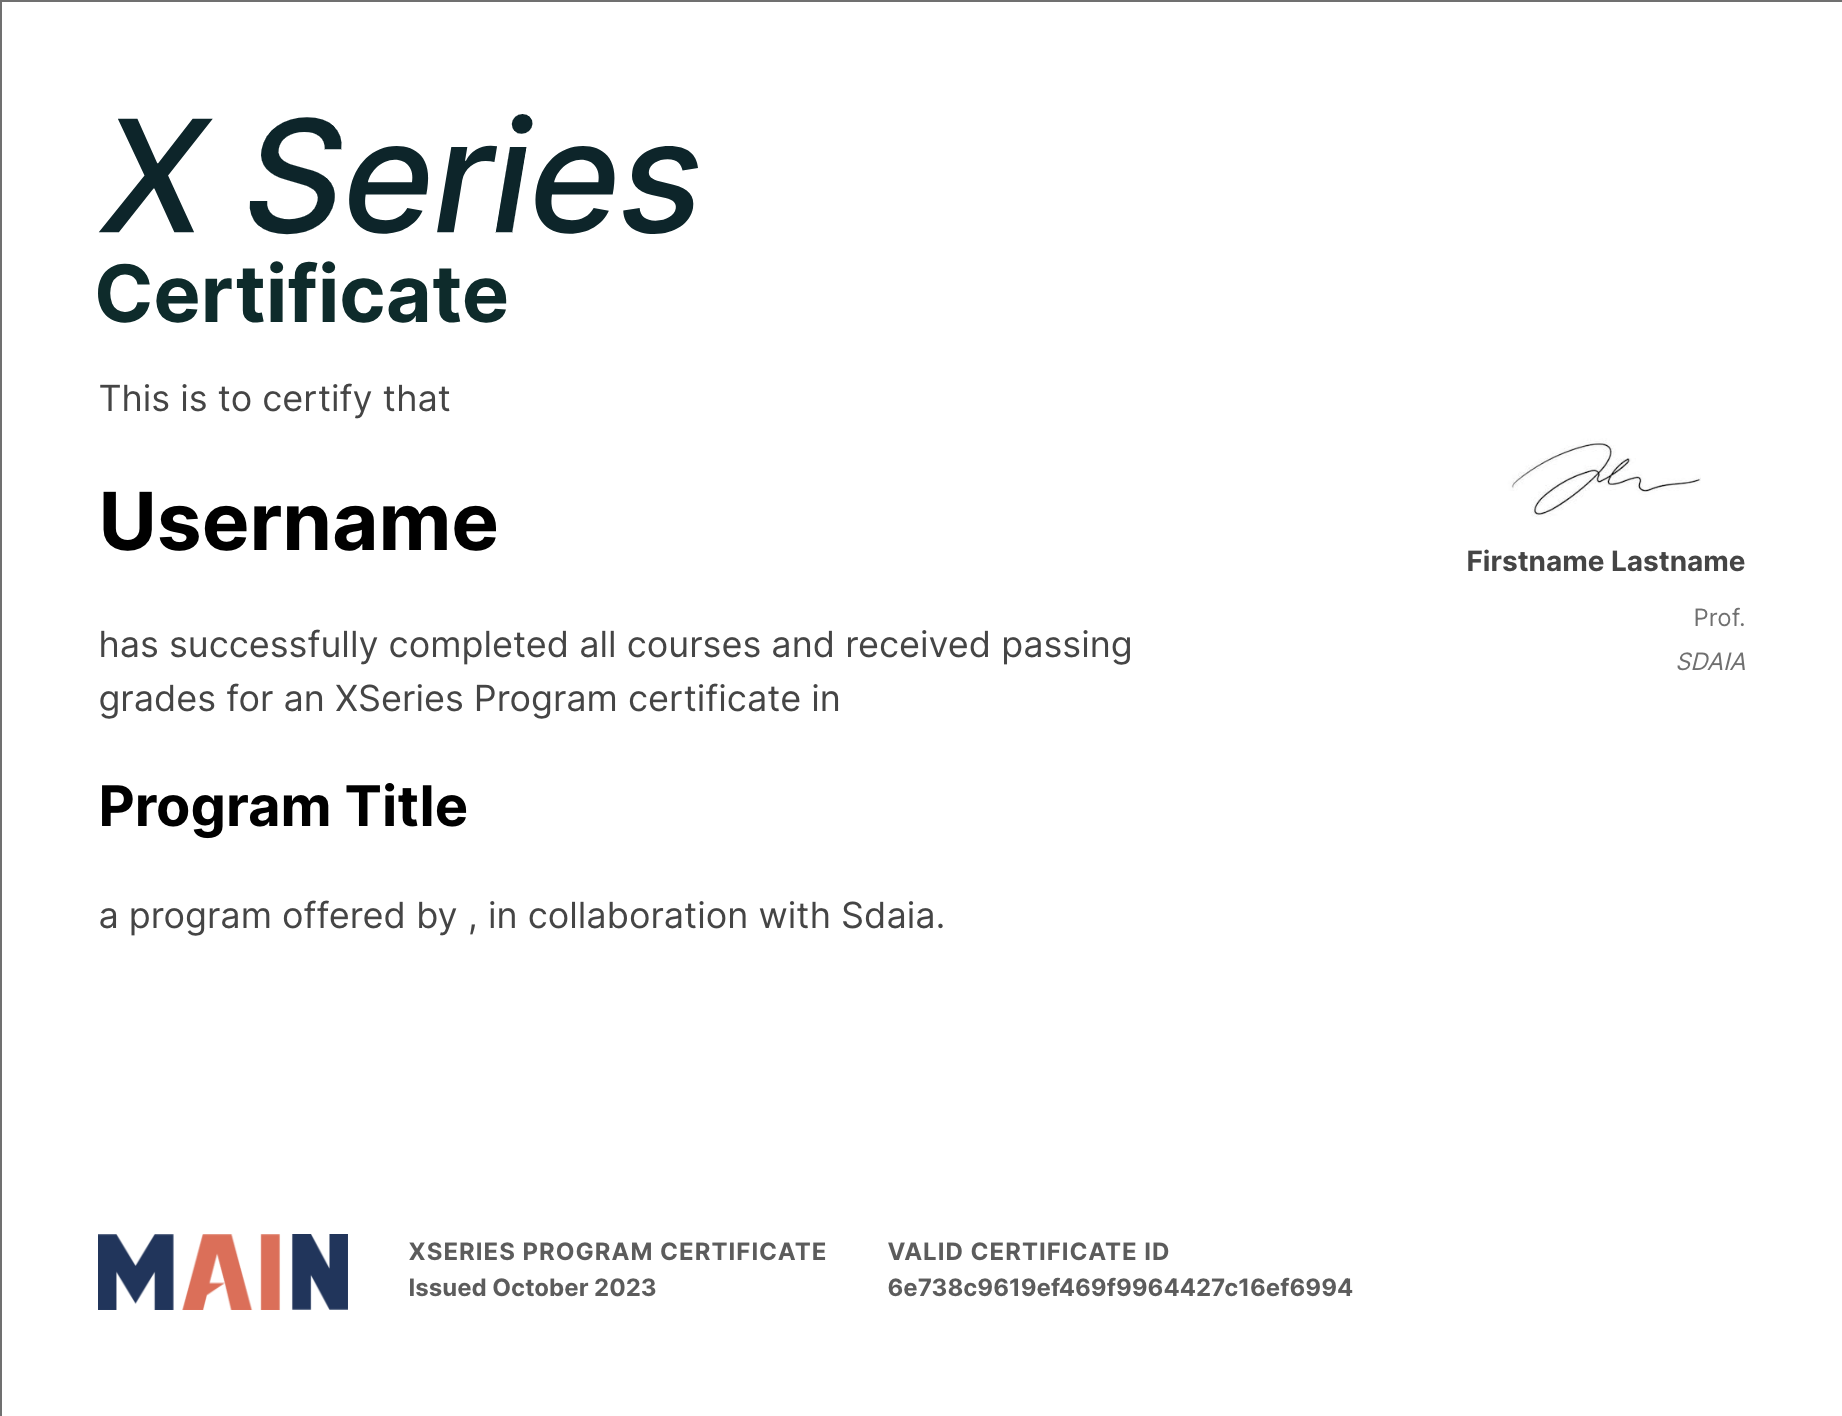 X Series
Certificate
This is to certify that
Username
has successfully completed all courses and received passing
grades for an XSeries Program certificate in
Program Title
a program offered by , in collaboration with Sdaia.
Firstname Lastname
Prof.
SDAIA
MAIN
XSERIES PROGRAM CERTIFICATE
Issued October 2023
VALID CERTIFICATE ID
6e738c9619ef469f9964427c16ef6994